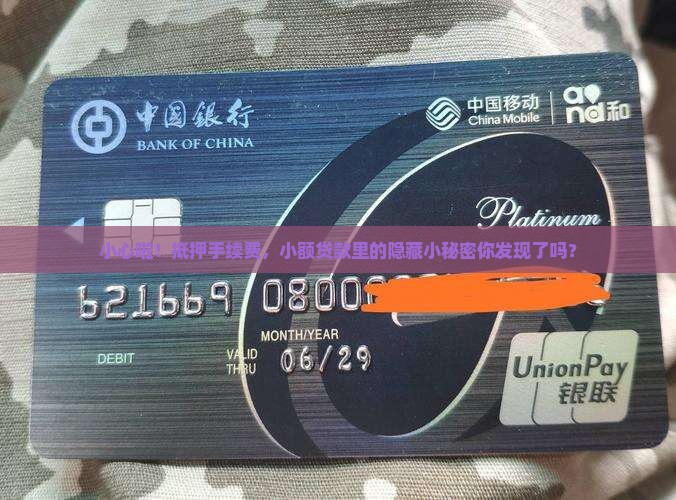 中国銀行
BANK OF CHINA
中国移动
China Mobile
and和
Platinum
小心啦！抵押手续费，小额贷款里的隐藏小秘密你发现了吗？
621669 0800
MONTH/YEAR
DEBIT
VALID THRU 06/29
UnionPay
银联